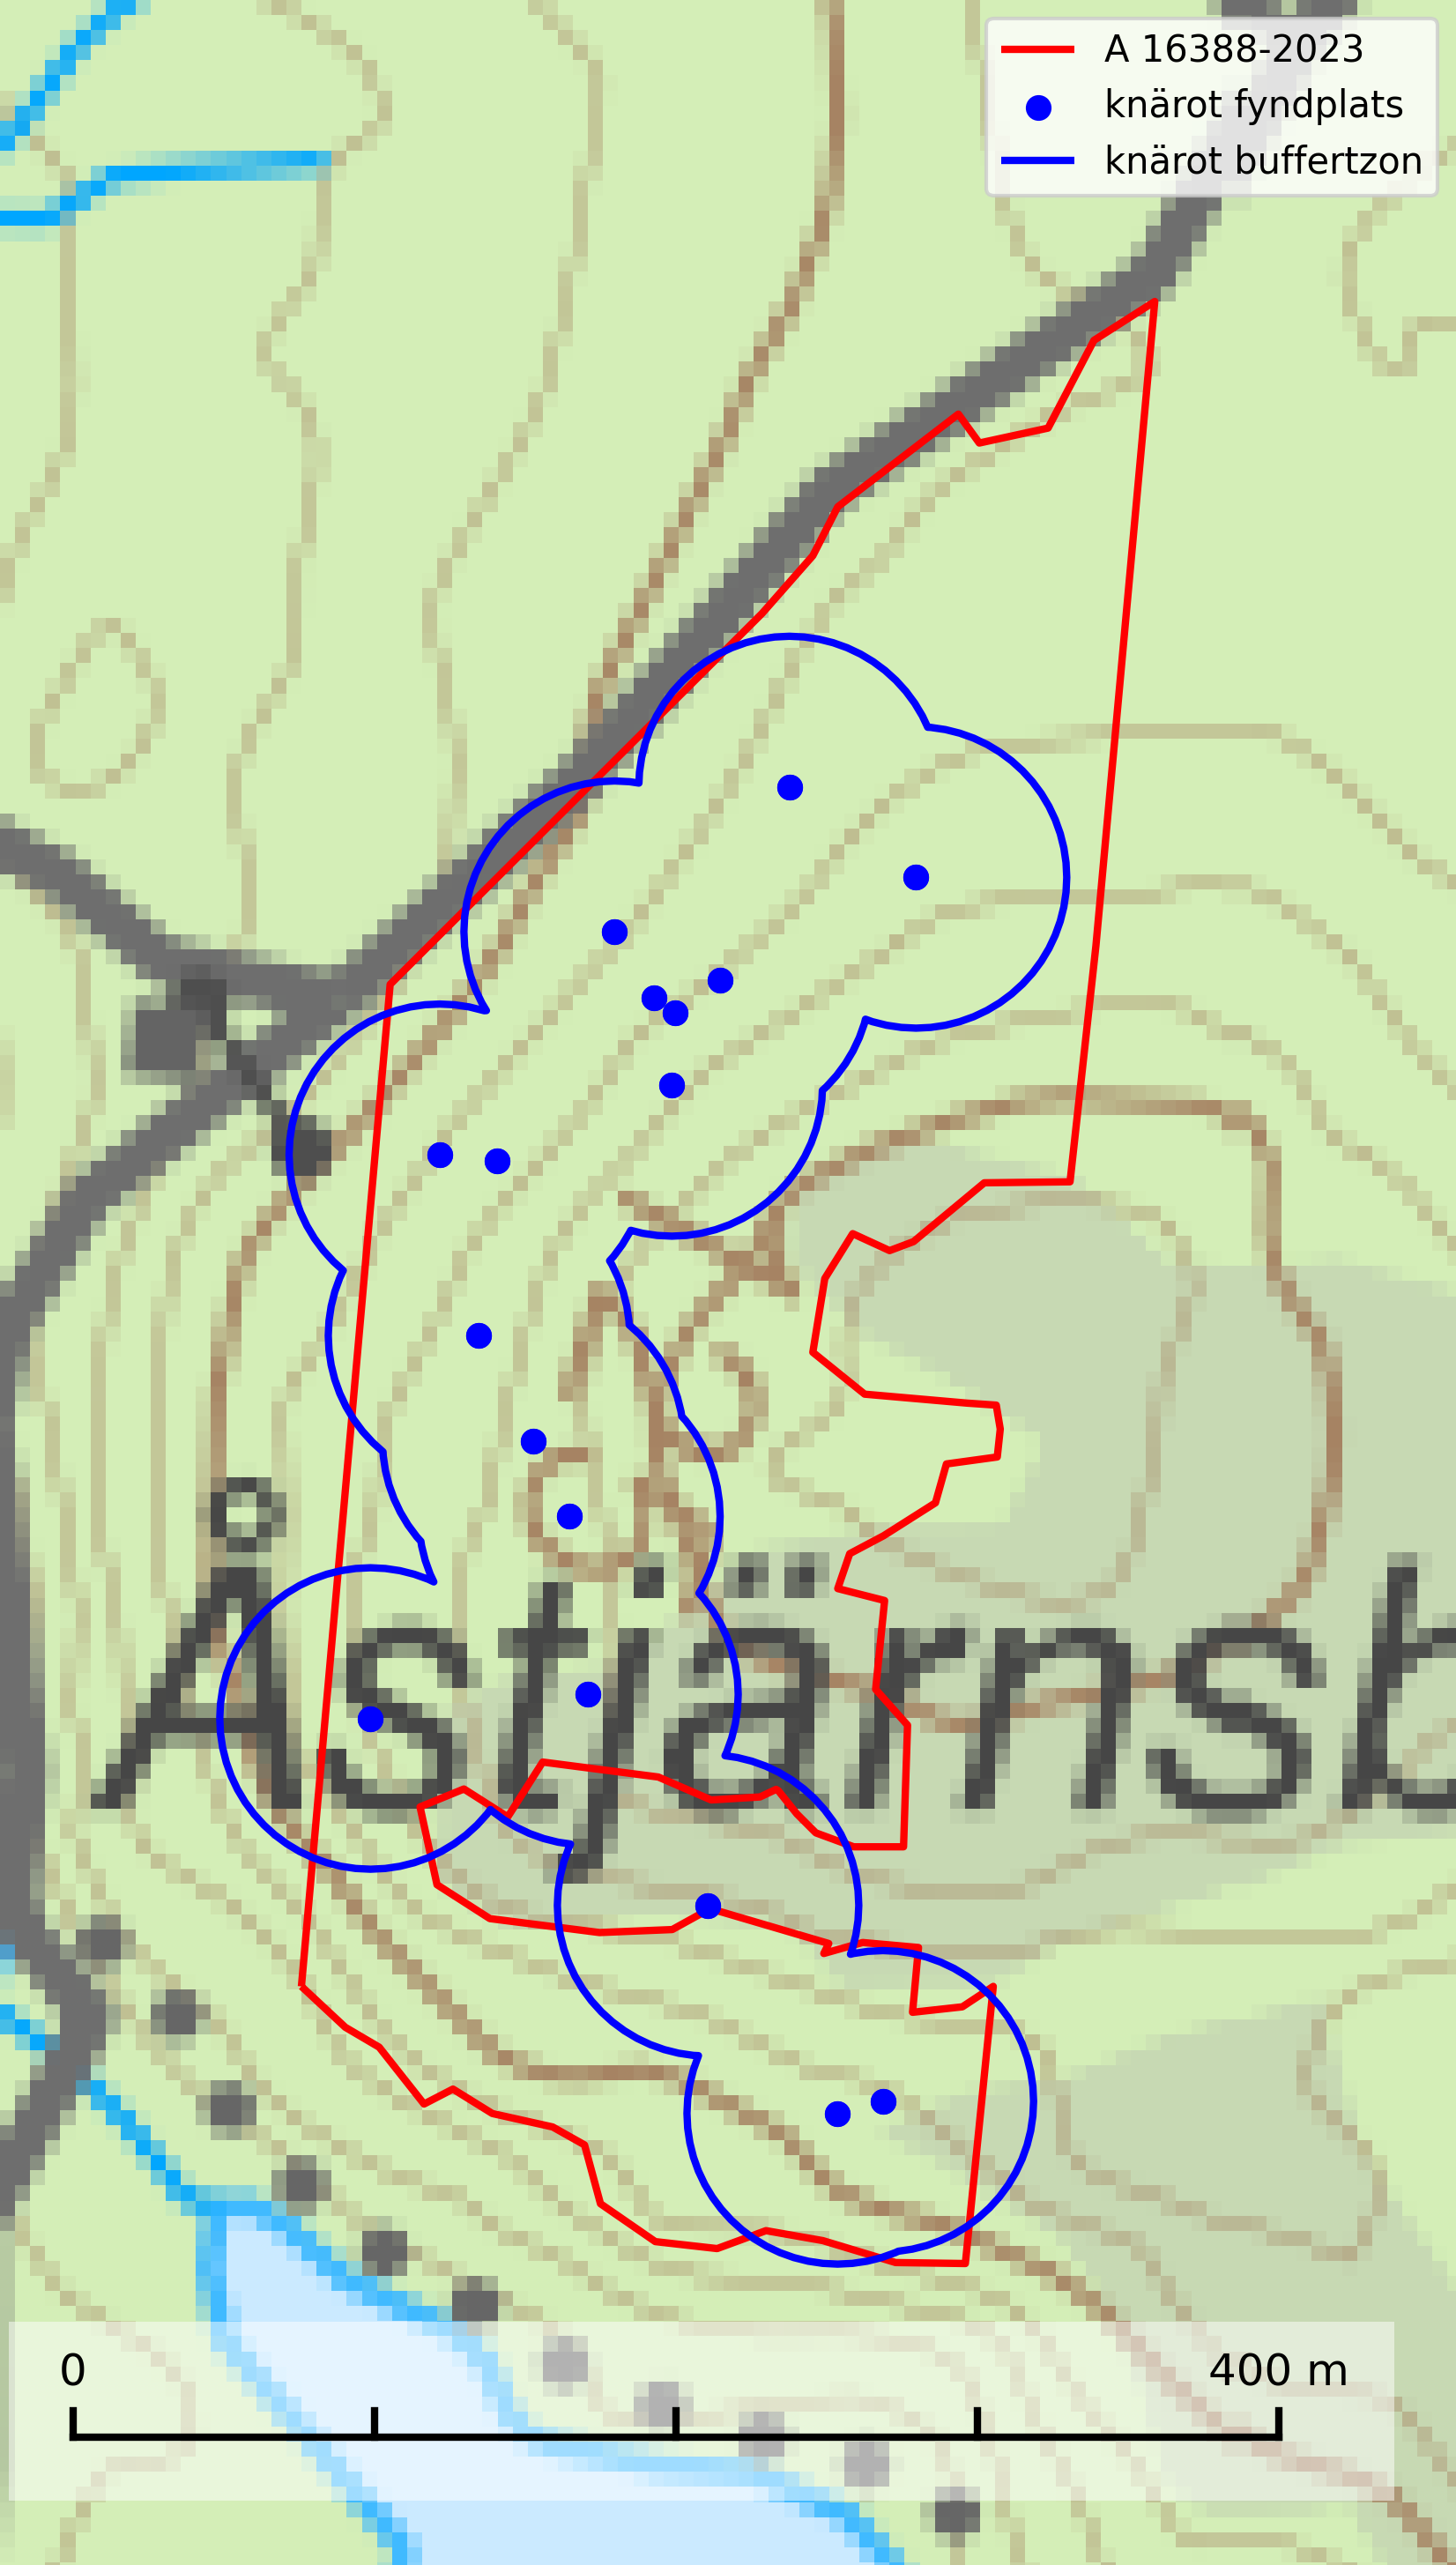 A 16388-2023
knärot fyndplats
knärot buffertzon
Åstjärnsb
0
400 m